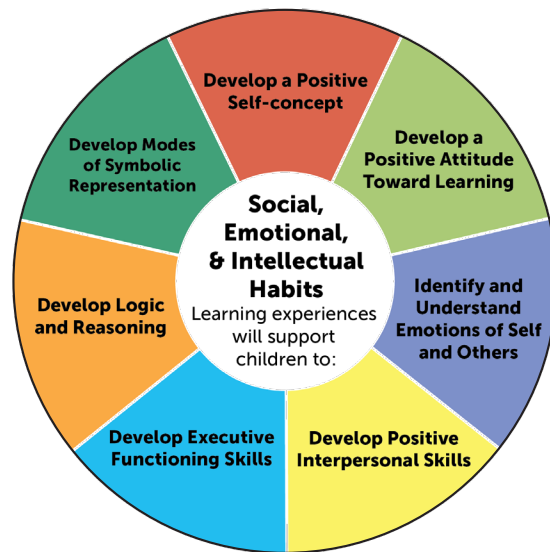 Develop a Positive
Self-concept
Develop a
Positive Attitude
Toward Learning
Identify and
Understand
Emotions of Self
and Others
Develop Positive
Interpersonal Skills
Develop Executive
Functioning Skills
Develop Logic
and Reasoning
Develop Modes
of Symbolic
Representation
Social,
Emotional,
& Intellectual
Habits
Learning experiences
will support
children to: